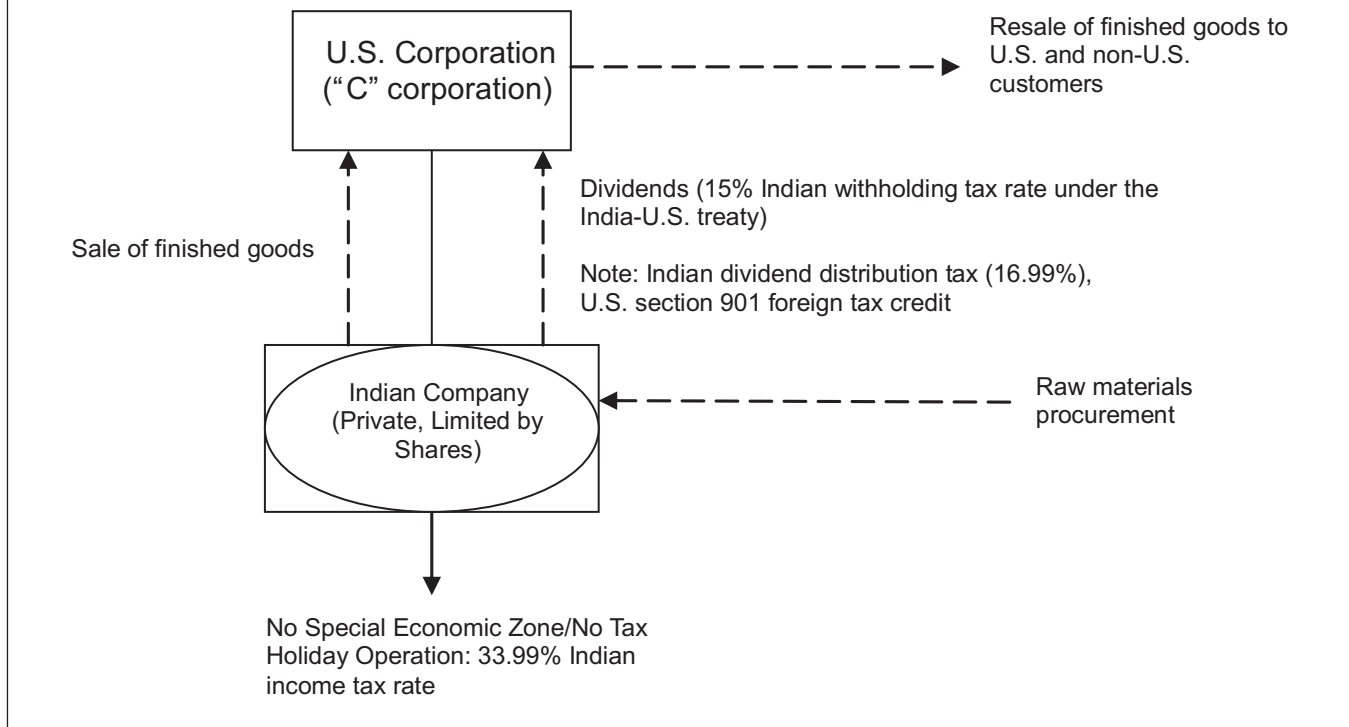 U.S. Corporation
(“C” corporation)
Resale of finished goods to
U.S. and non-U.S.
customers
Dividends (15% Indian withholding tax rate under the
India-U.S. treaty)
Sale of finished goods
Note: Indian dividend distribution tax (16.99%),
U.S. section 901 foreign tax credit
Indian Company
(Private, Limited by
Shares)
Raw materials
procurement
No Special Economic Zone/No Tax
Holiday Operation: 33.99% Indian
income tax rate